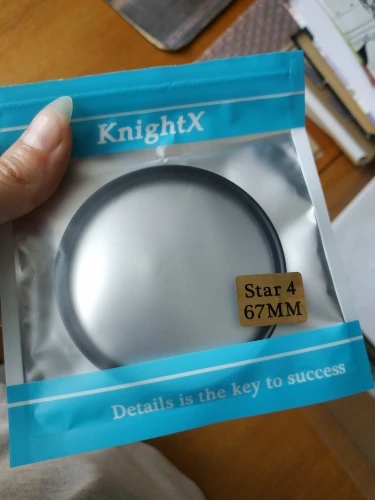 KnightX
Star 4
67MM
Details is the key to success